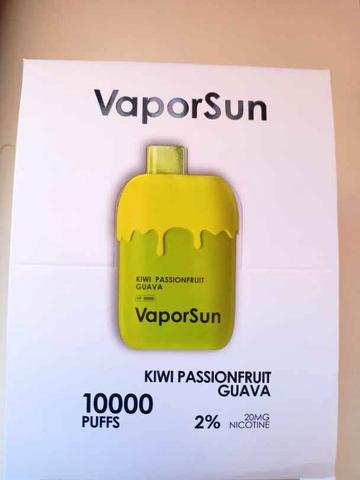 VaporSun
KIWI PASSIONFRUIT
GUAVA
VaporSun
KIWI PASSIONFRUIT
GUAVA
10000
PUFFS
2%
20MG
NICOTINE